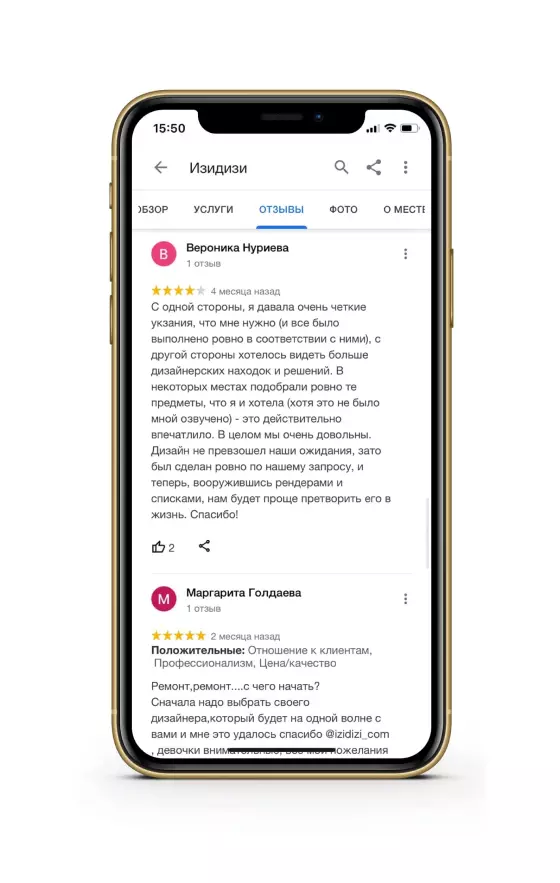 15:50
Изидизи
ОБЗОР УСЛУГИ ОТЗЫВЫ ФОТО О МЕСТЕ
В Вероника Нуриева
1 отзыв
4 месяца назад
С одной стороны, я давала очень четкие
укзания, что мне нужно (и все было
выполнено ровно в соответствии с ними), с
другой стороны хотелось видеть больше
дизайнерских находок и решений. В
некоторых местах подобрали ровно те
предметы, что я и хотела (хотя это не было
мной озвучено) - это действительно
впечатлило. В целом мы очень довольны.
Дизайн не превзошел наши ожидания, зато
был сделан ровно по нашему запросу, и
теперь, вооружившись рендерами и
списками, нам будет проще претворить его в
жизнь. Спасибо!
2
М Маргарита Голдаева
1 отзыв
2 месяца назад
Положительные: Отношение к клиентам,
Профессионализм, Цена/качество
Ремонт,ремонт....с чего начать?
Сначала надо выбрать своего
дизайнера,который будет на одной волне с
вами и мне это удалось спасибо @izidizi_com
, девочки внимательные, все мои пожелания